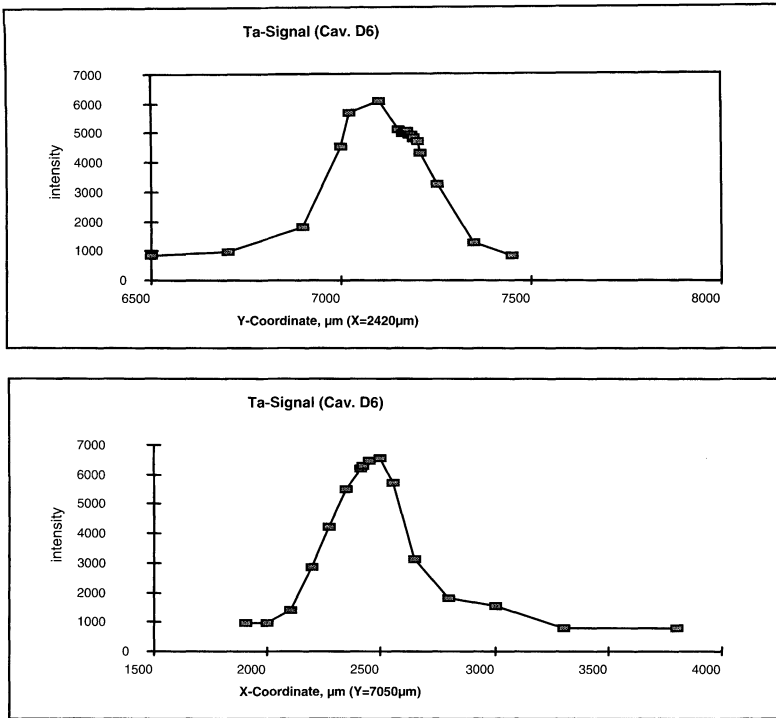 Ta-Signal (Cav. D6)
7000
6000
5000
4000
3000
2000
1000
0
intensity
6500 7000 7500 8000
Y-Coordinate, µm (X=2420µm)
Ta-Signal (Cav. D6)
7000
6000
5000
4000
3000
2000
1000
0
intensity
1500 2000 2500 3000 3500 4000
X-Coordinate, µm (Y=7050µm)